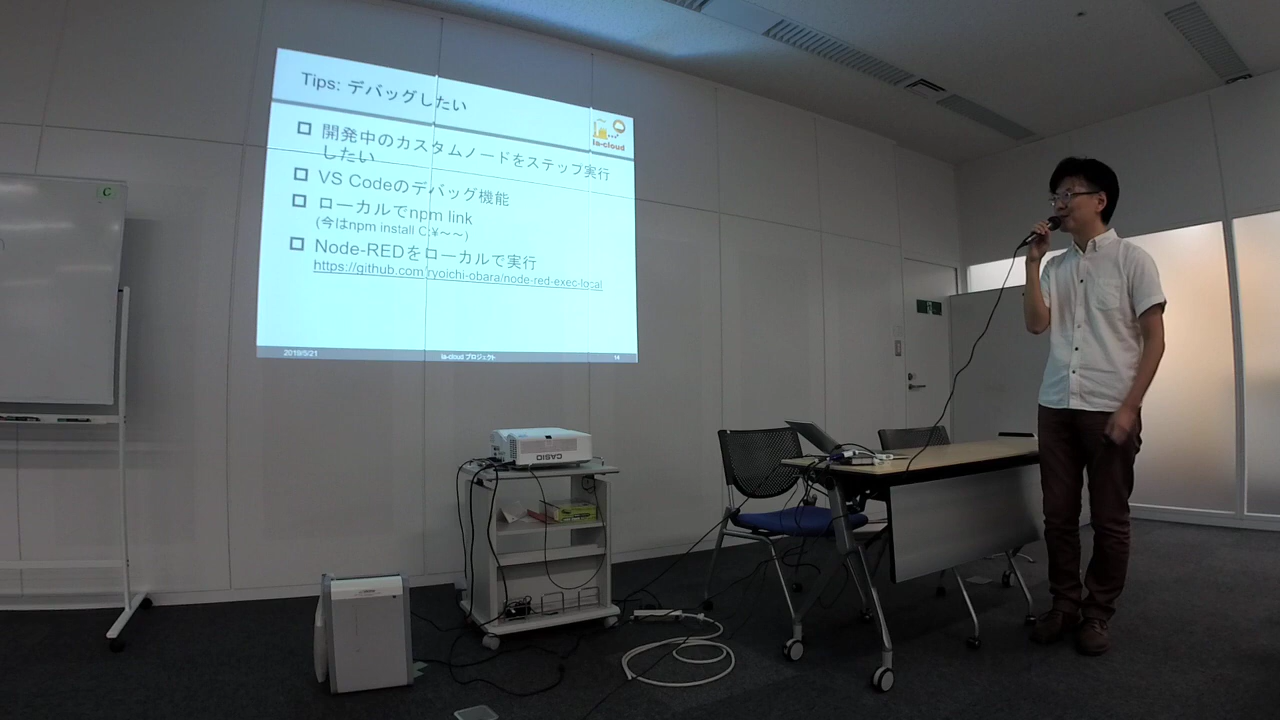 Tips: デバッグしたい
Ia-cloud
開発中のカスタムノードをステップ実行
したい
VS Codeのデバッグ機能
ローカルでnpm link
(今はnpm install C:¥~~)
Node-REDをローカルで実行
https://github.com/ryoichi-obara/node-red-exec-local
2019/5/21
Ia-cloud プロジェクト
14
C
CASIO